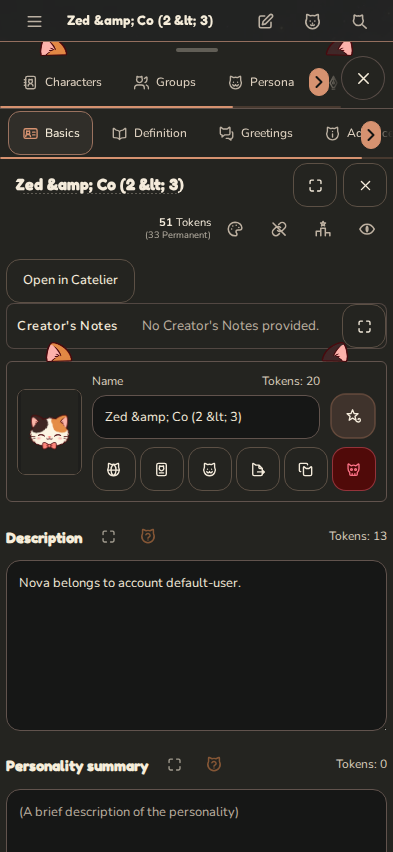 Zed &amp; Co (2 &lt; 3)
Characters
Groups
Persona
Basics
Definition
Greetings
Zed &amp; Co (2 &lt; 3)
51 Tokens
(33 Permanent)
Open in Catelier
Creator's Notes
No Creator's Notes provided.
Name
Tokens: 20
Zed &amp; Co (2 &lt; 3)
Description
Tokens: 13
Nova belongs to account default-user.
Personality summary
Tokens: 0
(A brief description of the personality)